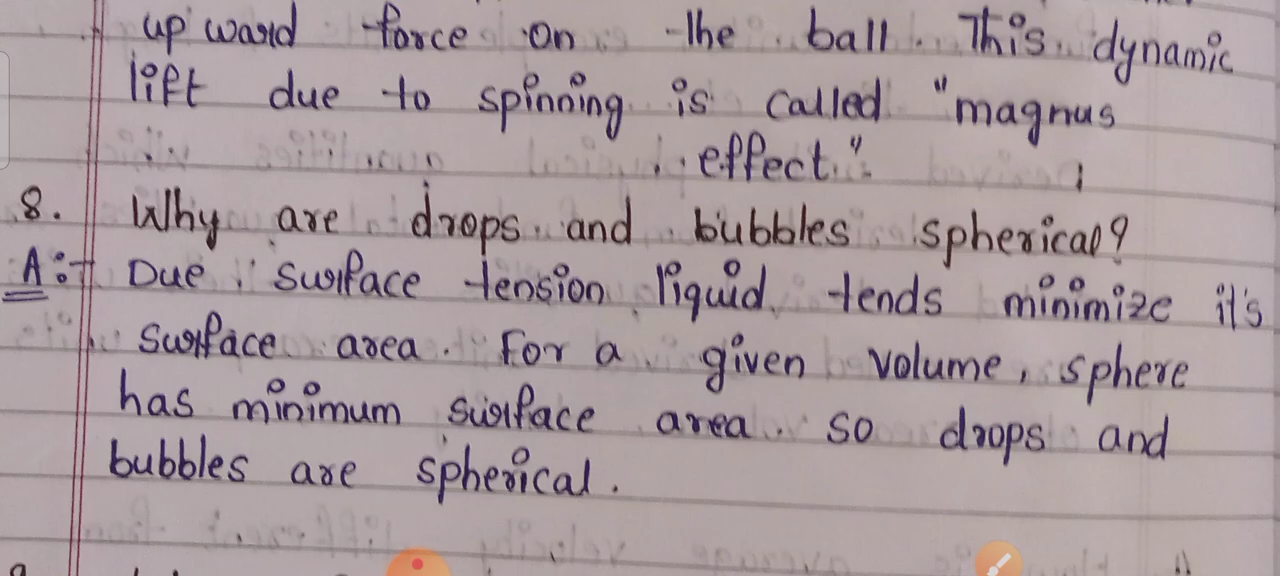 up ward force on the ball. This dynamic
lift due to spinning is called "magnus
effect."
8. Why are drops and bubbles spherical?
A:- Due surface tension liquid tends minimize it's
surface area. For a given volume, sphere
has minimum surface area. so drops and
bubbles are spherical.